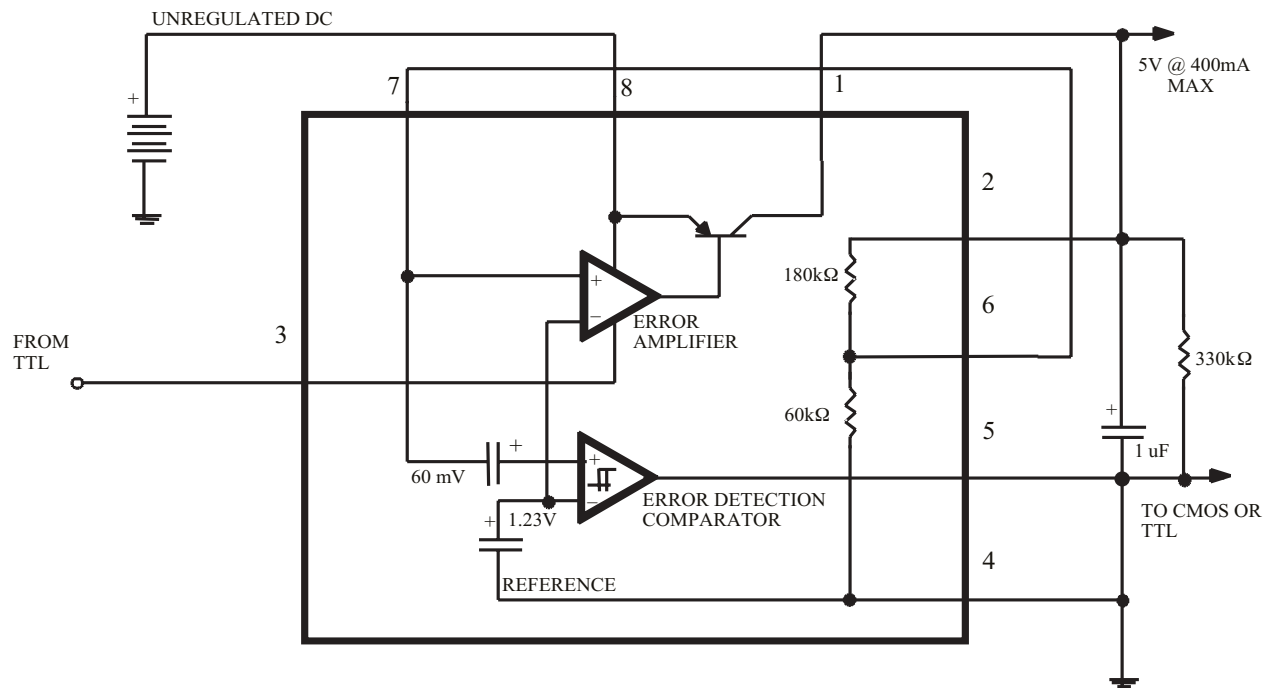 UNREGULATED DC
+
7
8
1
5V @ 400mA
MAX
2
180kΩ
+
−
ERROR
AMPLIFIER
6
3
FROM
TTL
330kΩ
60kΩ
5
+
1 uF
+
60 mV
+
−
ERROR DETECTION
COMPARATOR
+
1.23V
TO CMOS OR
TTL
4
REFERENCE